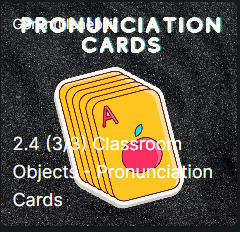 PRONUNCIATION
CARDS
A
2.4 (3/3) Classroom
Objects - Pronunciation
Cards